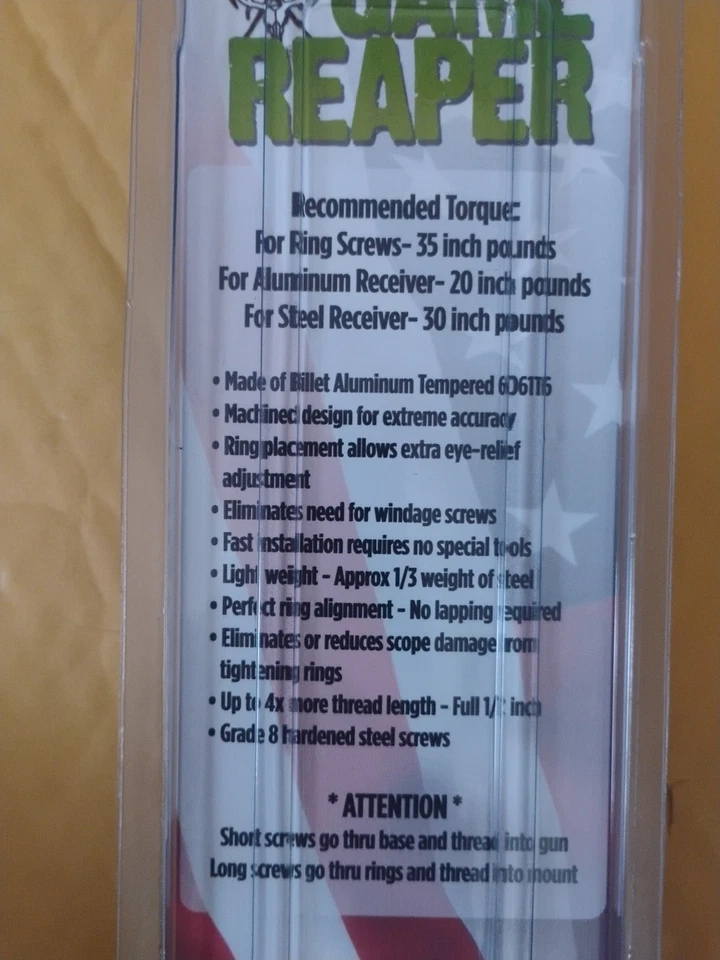 GAME
REAPER
Recommended Torque:
For Ring Screws- 35 inch pounds
For Aluminum Receiver- 20 inch pounds
For Steel Receiver- 30 inch pounds
• Made of Billet Aluminum Tempered 6061T6
• Machined design for extreme accuracy
• Ring placement allows extra eye-relief
adjustment
• Eliminates need for windage screws
• Fast installation requires no special tools
• Light weight - Approx 1/3 weight of steel
• Perfect ring alignment - No lapping required
• Eliminates or reduces scope damage from
tightening rings
• Up to 4x more thread length - Full 1/2 inch
• Grade 8 hardened steel screws
* ATTENTION *
Short screws go thru base and thread into gun
Long screws go thru rings and thread into mount